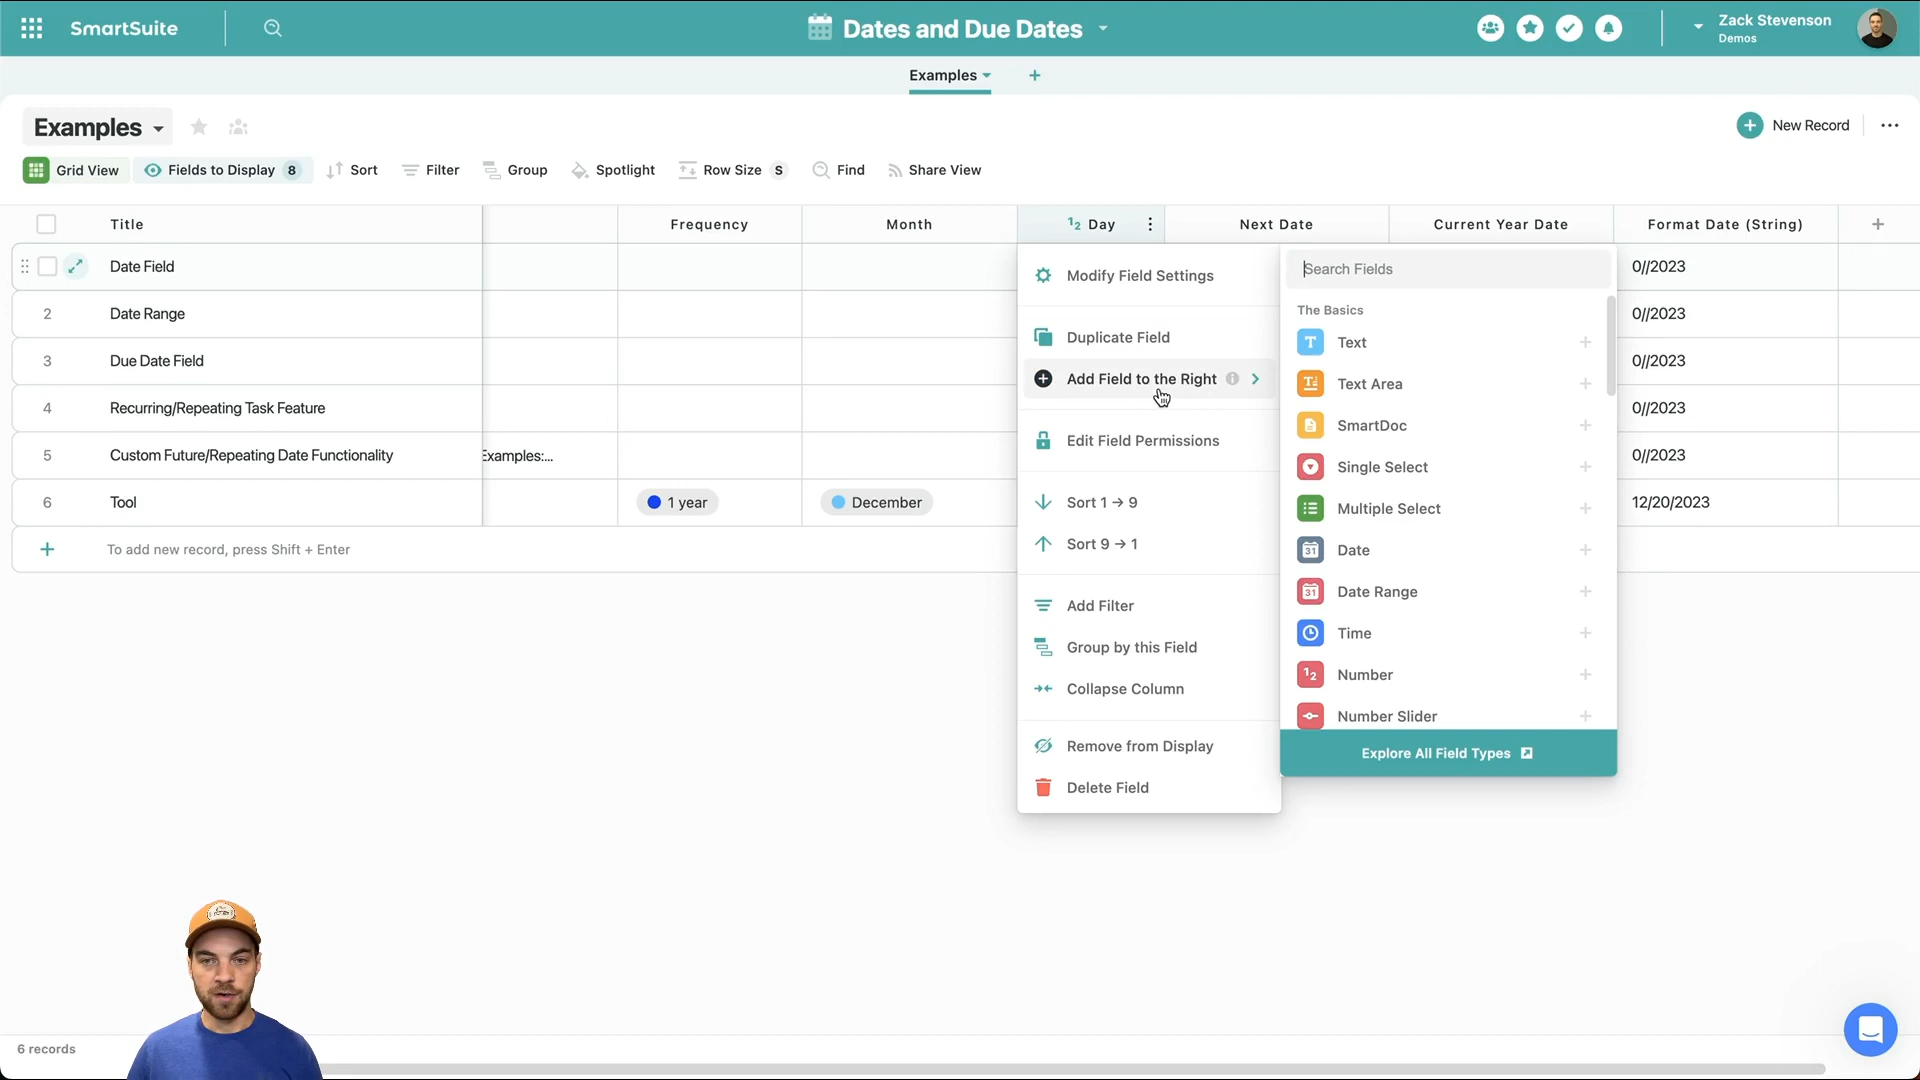 SmartSuite
Dates and Due Dates
Zack Stevenson
Demos
Examples
Examples
New Record
Grid View
Fields to Display 8
Sort
Filter
Group
Spotlight
Row Size S
Find
Share View
Title
Frequency
Month
Day
Next Date
Current Year Date
Format Date (String)
Date Field
0//2023
2 Date Range
0//2023
3 Due Date Field
0//2023
4 Recurring/Repeating Task Feature
0//2023
5 Custom Future/Repeating Date Functionality
Examples:...
0//2023
6 Tool
1 year
December
12/20/2023
To add new record, press Shift + Enter
Modify Field Settings
Duplicate Field
Add Field to the Right
Edit Field Permissions
Sort 1 → 9
Sort 9 → 1
Add Filter
Group by this Field
Collapse Column
Remove from Display
Delete Field
Search Fields
The Basics
Text
Text Area
SmartDoc
Single Select
Multiple Select
31 Date
31 Date Range
Time
Number
Number Slider
Explore All Field Types
6 records